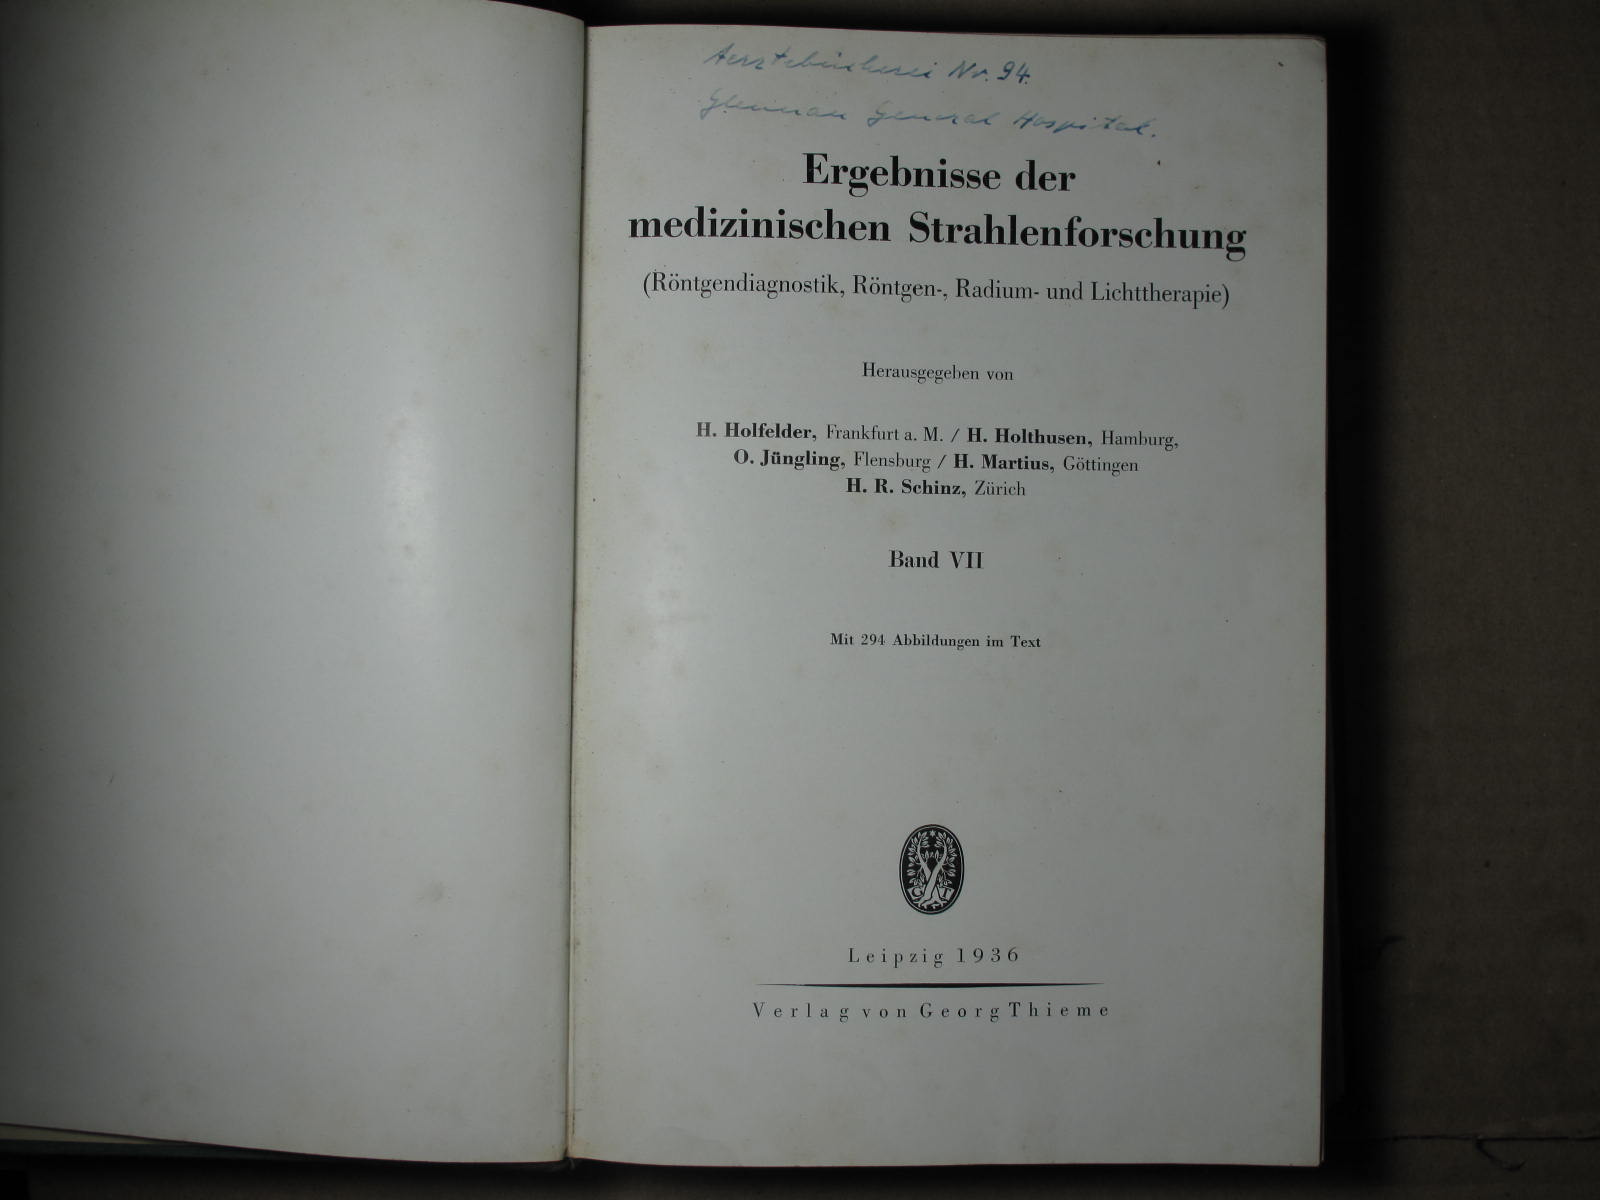 Aerztebücherei Nr. 94.
Glennan General Hospital.
Ergebnisse der
medizinischen Strahlenforschung
(Röntgendiagnostik, Röntgen-, Radium- und Lichttherapie)
Herausgegeben von
H. Holfelder, Frankfurt a. M. / H. Holthusen, Hamburg,
O. Jüngling, Flensburg / H. Martius, Göttingen
H. R. Schinz, Zürich
Band VII
Mit 294 Abbildungen im Text
G T
Leipzig 1936
Verlag von Georg Thieme